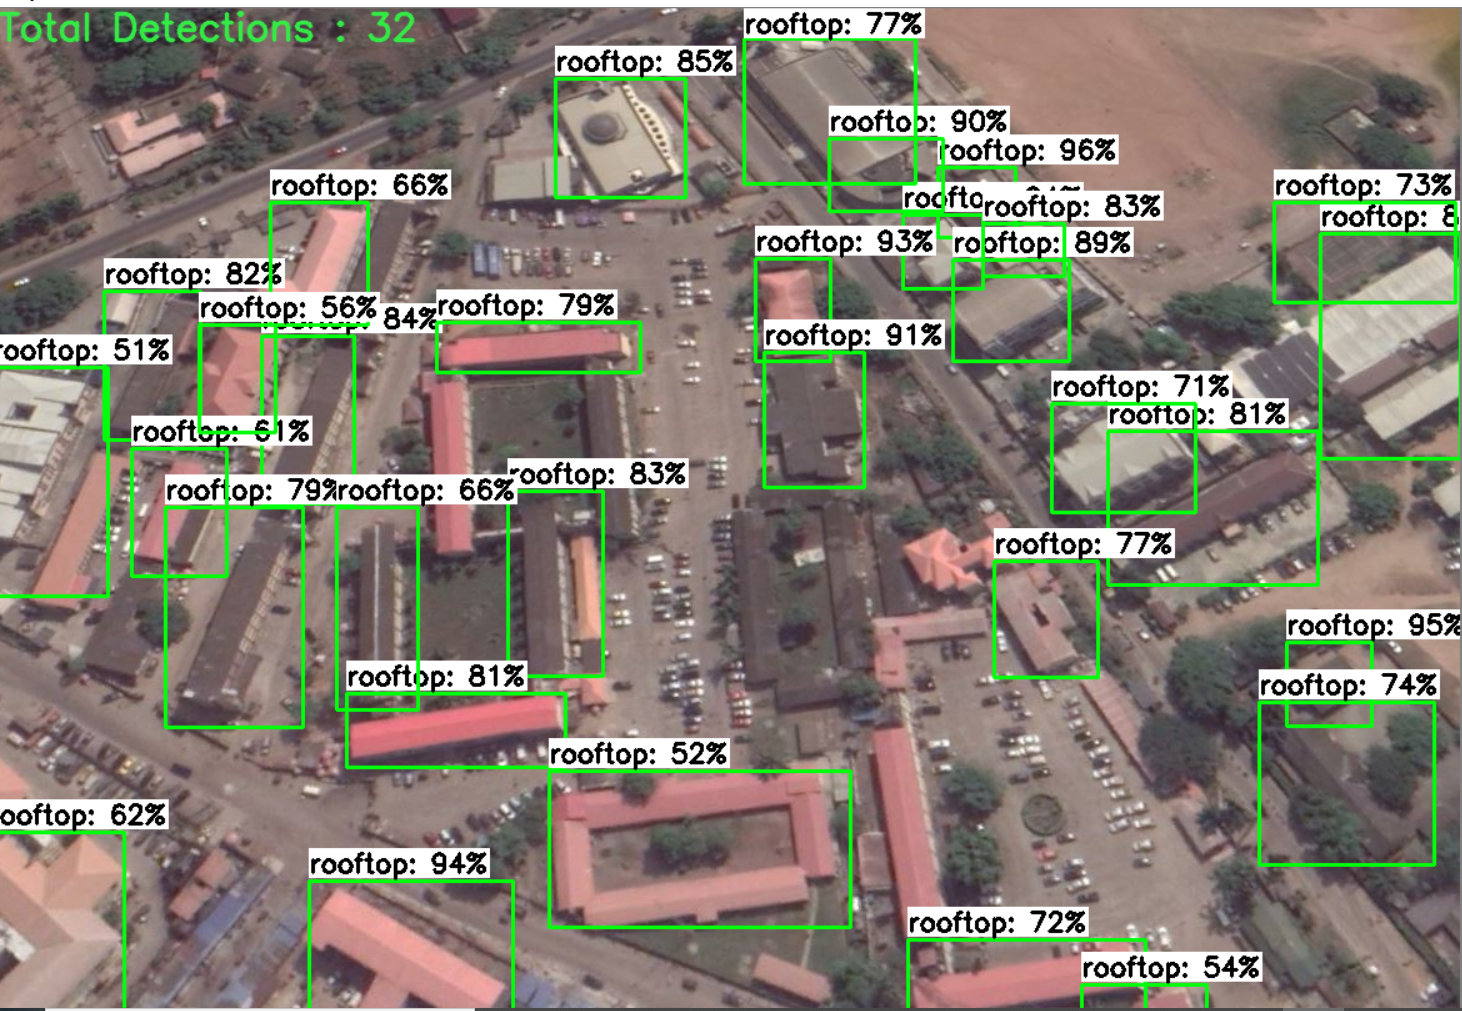 Total Detections : 32
rooftop: 77%
rooftop: 85%
rooftop: 90%
rooftop: 96%
rooftop: 66%
rooftop: 73%
rooftop: 83%
rooftop: 8
rooftop: 93%
rooftop: 89%
rooftop: 82%
rooftop: 56%
rooftop: 79%
84%
rooftop: 91%
rooftop: 51%
rooftop: 71%
rooftop: 81%
rooftop: 61%
rooftop: 83%
rooftop: 79%
rooftop: 66%
rooftop: 77%
rooftop: 95%
rooftop: 81%
rooftop: 74%
rooftop: 52%
ooftop: 62%
rooftop: 94%
rooftop: 72%
rooftop: 54%